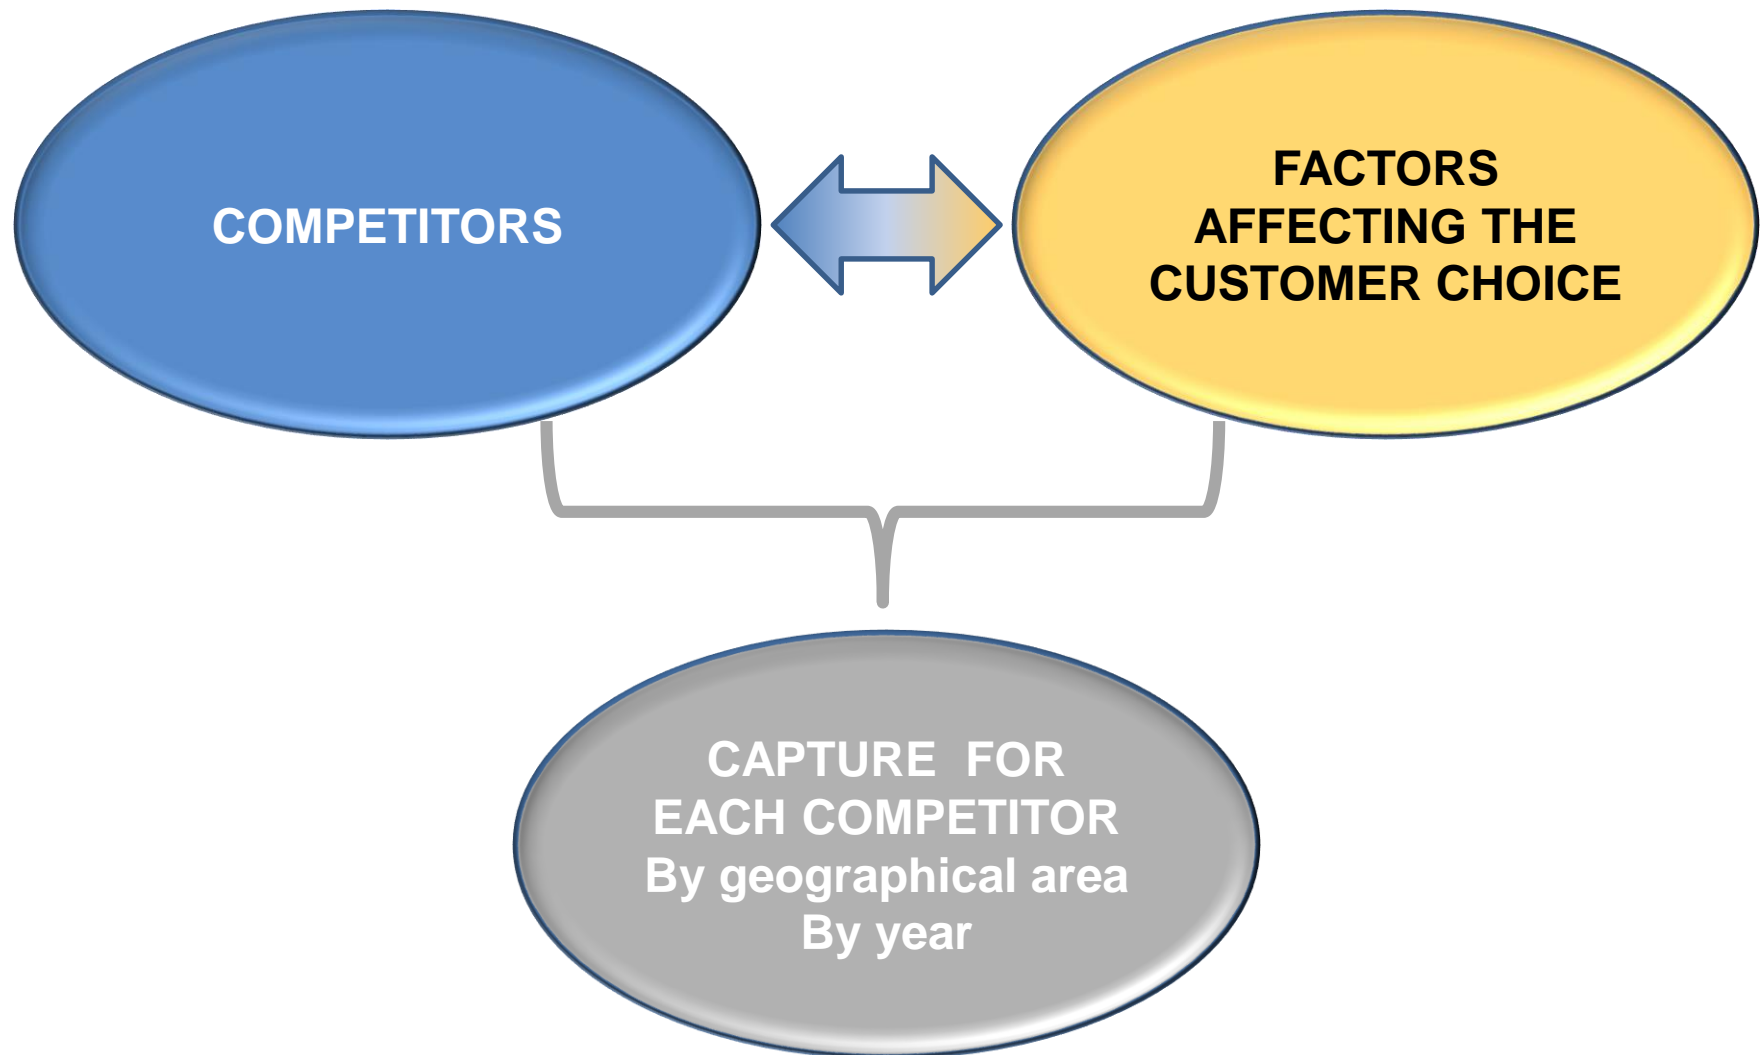 COMPETITORS
FACTORS
AFFECTING THE
CUSTOMER CHOICE
CAPTURE  FOR
EACH COMPETITOR
By geographical area
By year